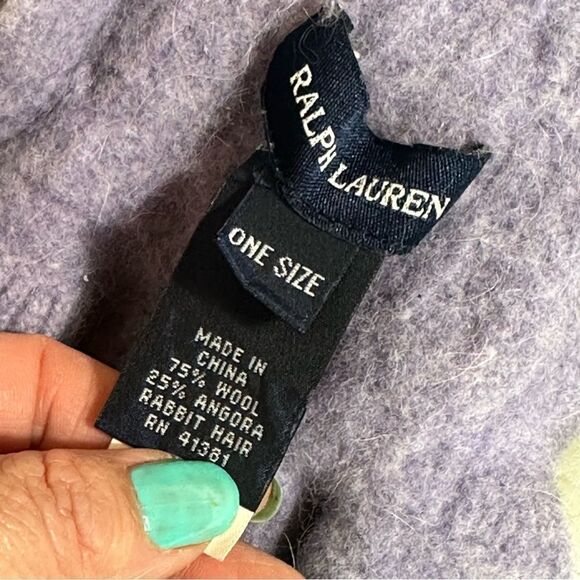 RALPH LAUREN
ONE SIZE
MADE IN
CHINA
75% WOOL
25% ANGORA
RABBIT HAIR
RN 41381